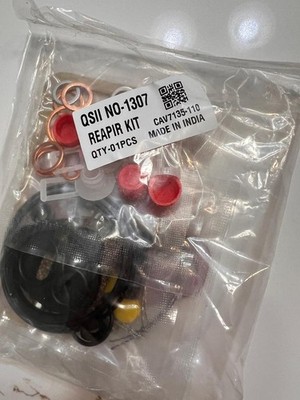 QSII NO-1307
REAPIR KIT
QTY-01PCS
CAV7135-110
MADE IN INDIA